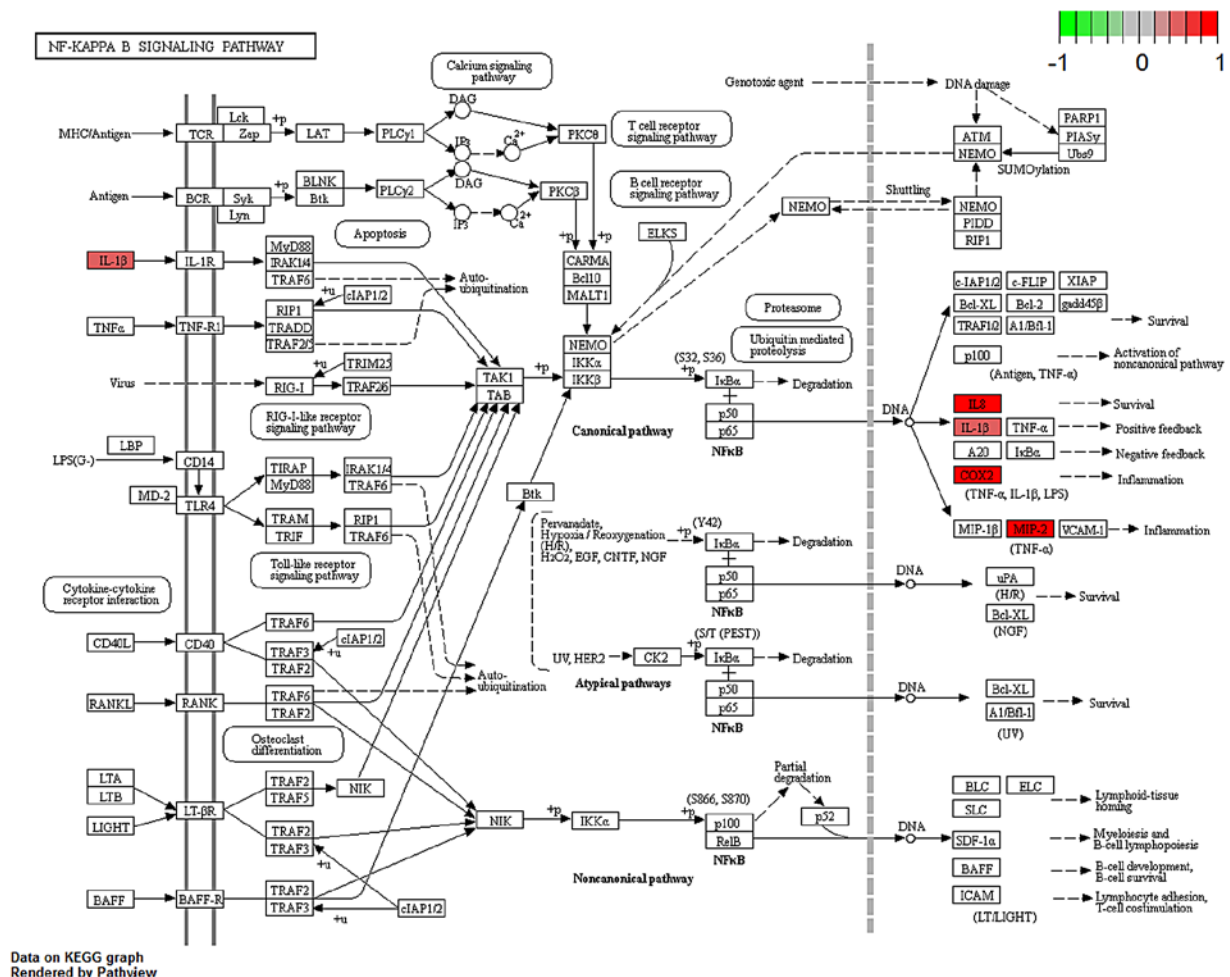 -1 0 1
NF-KAPPA B SIGNALING PATHWAY
Calcium signaling
pathway
Genotoxic agent
DNA damage
MHC/Antigen
TCR
Lck
Zap
+p
LAT
PLCγ1
DAG
IP3
Ca2+
PKCθ
T cell receptor
signaling pathway
ATM
NEMO
PARP1
PIASy
Ubs9
SUMOylation
Antigen
BCR
Syk
Lyn
+p
BLNK
Btk
PLCγ2
DAG
IP3
Ca2+
PKCβ
B cell receptor
signaling pathway
NEMO
Shuttling
NEMO
PIDD
RIP1
Apoptosis
+p
+p
ELKS
CARMA
Bcl10
MALT1
IL-1β
IL-1R
MyD88
IRAK1/4
TRAF6
Auto-
ubiquitination
+u
cIAP1/2
TNFα
TNF-R1
RIP1
TRADD
TRAF2/5
Proteasome
Ubiquitin mediated
proteolysis
c-IAP1/2
c-FLIP
XIAP
Bcl-XL
Bcl-2
gadd45β
TRAF1/2
A1/Bfl-1
Survival
Virus
+u
TRIM25
RIG-I
TRAF2/6
RIG-I-like receptor
signaling pathway
TAK1
TAB
+p
NEMO
IKKα
IKKβ
(S32, S36)
+p
IκBα
Degradation
p50
p65
NFκB
Canonical pathway
p100
Activation of
noncanonical pathway
(Antigen, TNF-α)
DNA
IL8
Survival
IL-1β
TNF-α
Positive feedback
A20
IκBα
Negative feedback
COX2
Inflammation
(TNF-α, IL-1β, LPS)
MIP-1β
MIP-2
VCAM-1
Inflammation
(TNF-α)
LPS(G-)
LBP
CD14
MD-2
TLR4
TIRAP
MyD88
IRAK1/4
TRAF6
TRAM
TRIF
RIP1
TRAF6
Toll-like receptor
signaling pathway
Btk
Pervanadate,
Hypoxia / Reoxygenation
(H/R),
H2O2, EGF, CNTF, NGF
(Y42)
+p
IκBα
Degradation
p50
p65
NFκB
DNA
uPA
(H/R)
Bcl-XL
(NGF)
Survival
Cytokine-cytokine
receptor interaction
CD40L
CD40
TRAF6
TRAF3
TRAF2
cIAP1/2
+u
Auto-
ubiquitination
UV, HER2
CK2
(S/T (PEST))
+p
IκBα
Degradation
Atypical pathways
p50
p65
NFκB
DNA
Bcl-XL
A1/Bfl-1
(UV)
Survival
RANKL
RANK
TRAF6
TRAF2
Osteoclast
differentiation
LTA
LTB
LIGHT
LT-βR
TRAF2
TRAF5
NIK
TRAF2
TRAF3
+u
NIK
+p
IKKα
(S866, S870)
+p
p100
RelB
NFκB
Partial
degradation
p52
Noncanonical pathway
DNA
BLC
ELC
SLC
Lymphoid-tissue
homing
SDF-1α
Myeloiesis and
B-cell lymphopoiesis
BAFF
B-cell development,
B-cell survival
ICAM
Lymphocyte adhesion,
T-cell costimulation
(LT/LIGHT)
BAFF
BAFF-R
TRAF2
TRAF3
+u
cIAP1/2
Data on KEGG graph
Rendered by Pathview